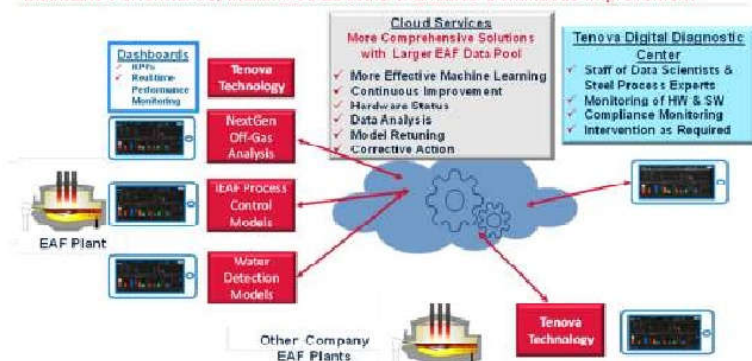 Cloud Services
More Comprehensive Solutions
with Larger EAF Data Pool
✓ More Effective Machine Learning
✓ Continuous Improvement
✓ Hardware Status
✓ Data Analysis
✓ Model Retuning
✓ Corrective Action
Dashboards
✓ KPI's
✓ Realtime
Performance
Monitoring
Tenova
Technology
Tenova Digital Diagnostic
Center
✓ Staff of Data Scientists &
Steel Process Experts
✓ Monitoring of HW & SW
✓ Compliance Monitoring
✓ Intervention as Required
NextGen
Off-Gas
Analysis
iEAF Process
Control
Models
EAF Plant
Water
Detection
Models
Other Company
EAF Plants
Tenova
Technology